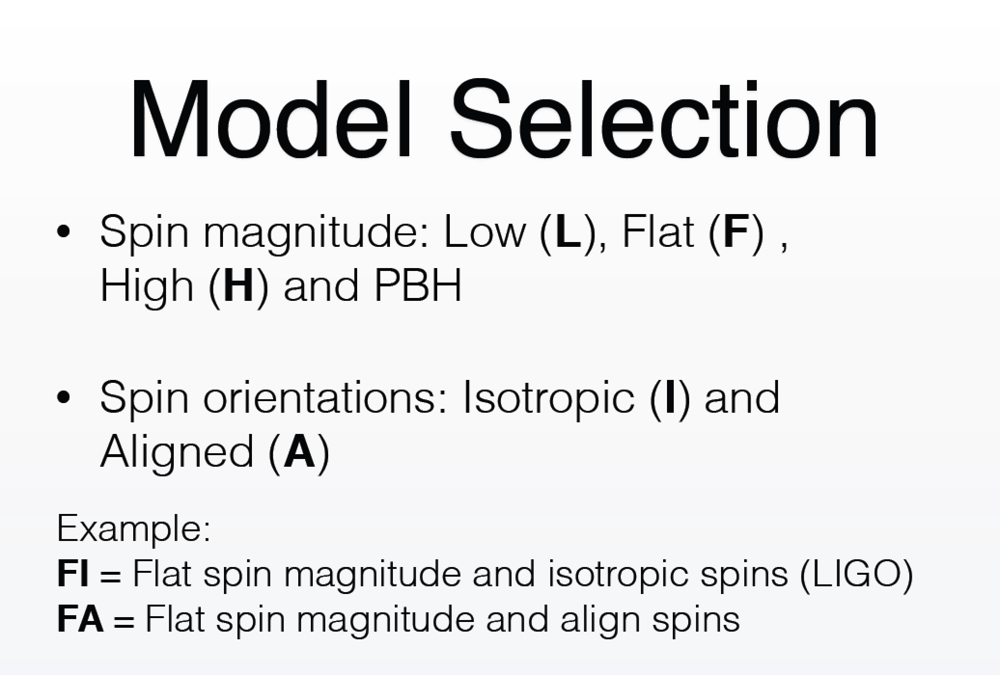 Model Selection
• Spin magnitude: Low (L), Flat (F) ,
High (H) and PBH
• Spin orientations: Isotropic (I) and
Aligned (A)
Example:
FI = Flat spin magnitude and isotropic spins (LIGO)
FA = Flat spin magnitude and align spins